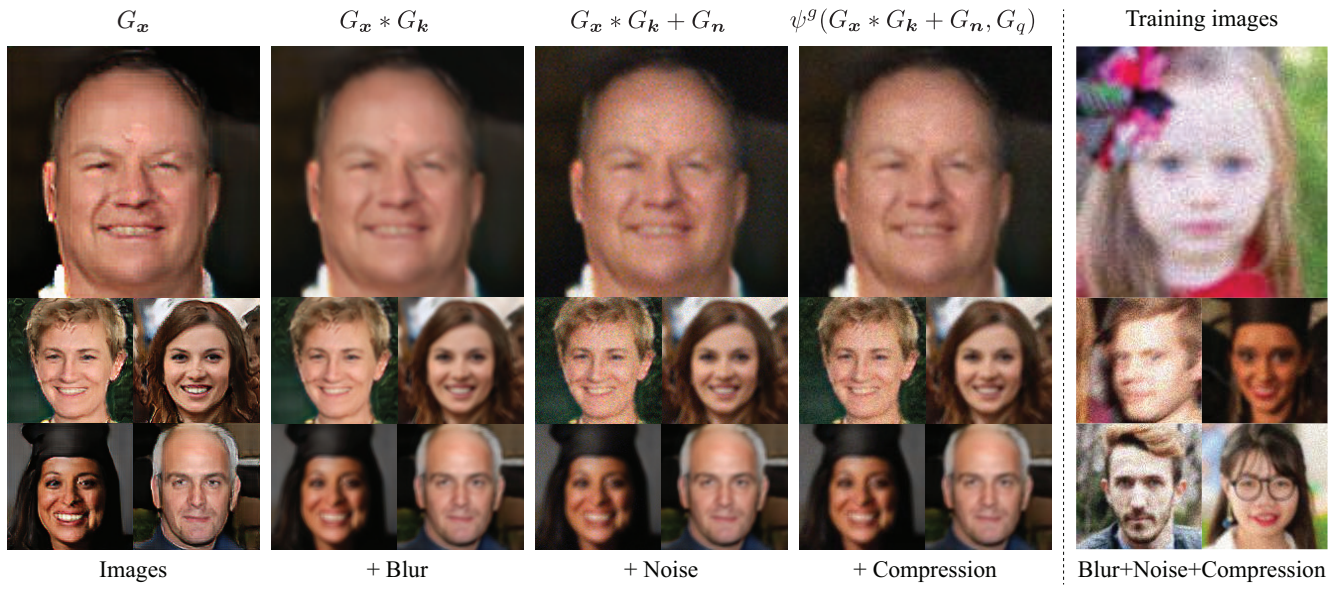 G_x G_x * G_k G_x * G_k + G_n ψ^g(G_x * G_k + G_n, G_q) Training images
Images + Blur + Noise + Compression Blur+Noise+Compression